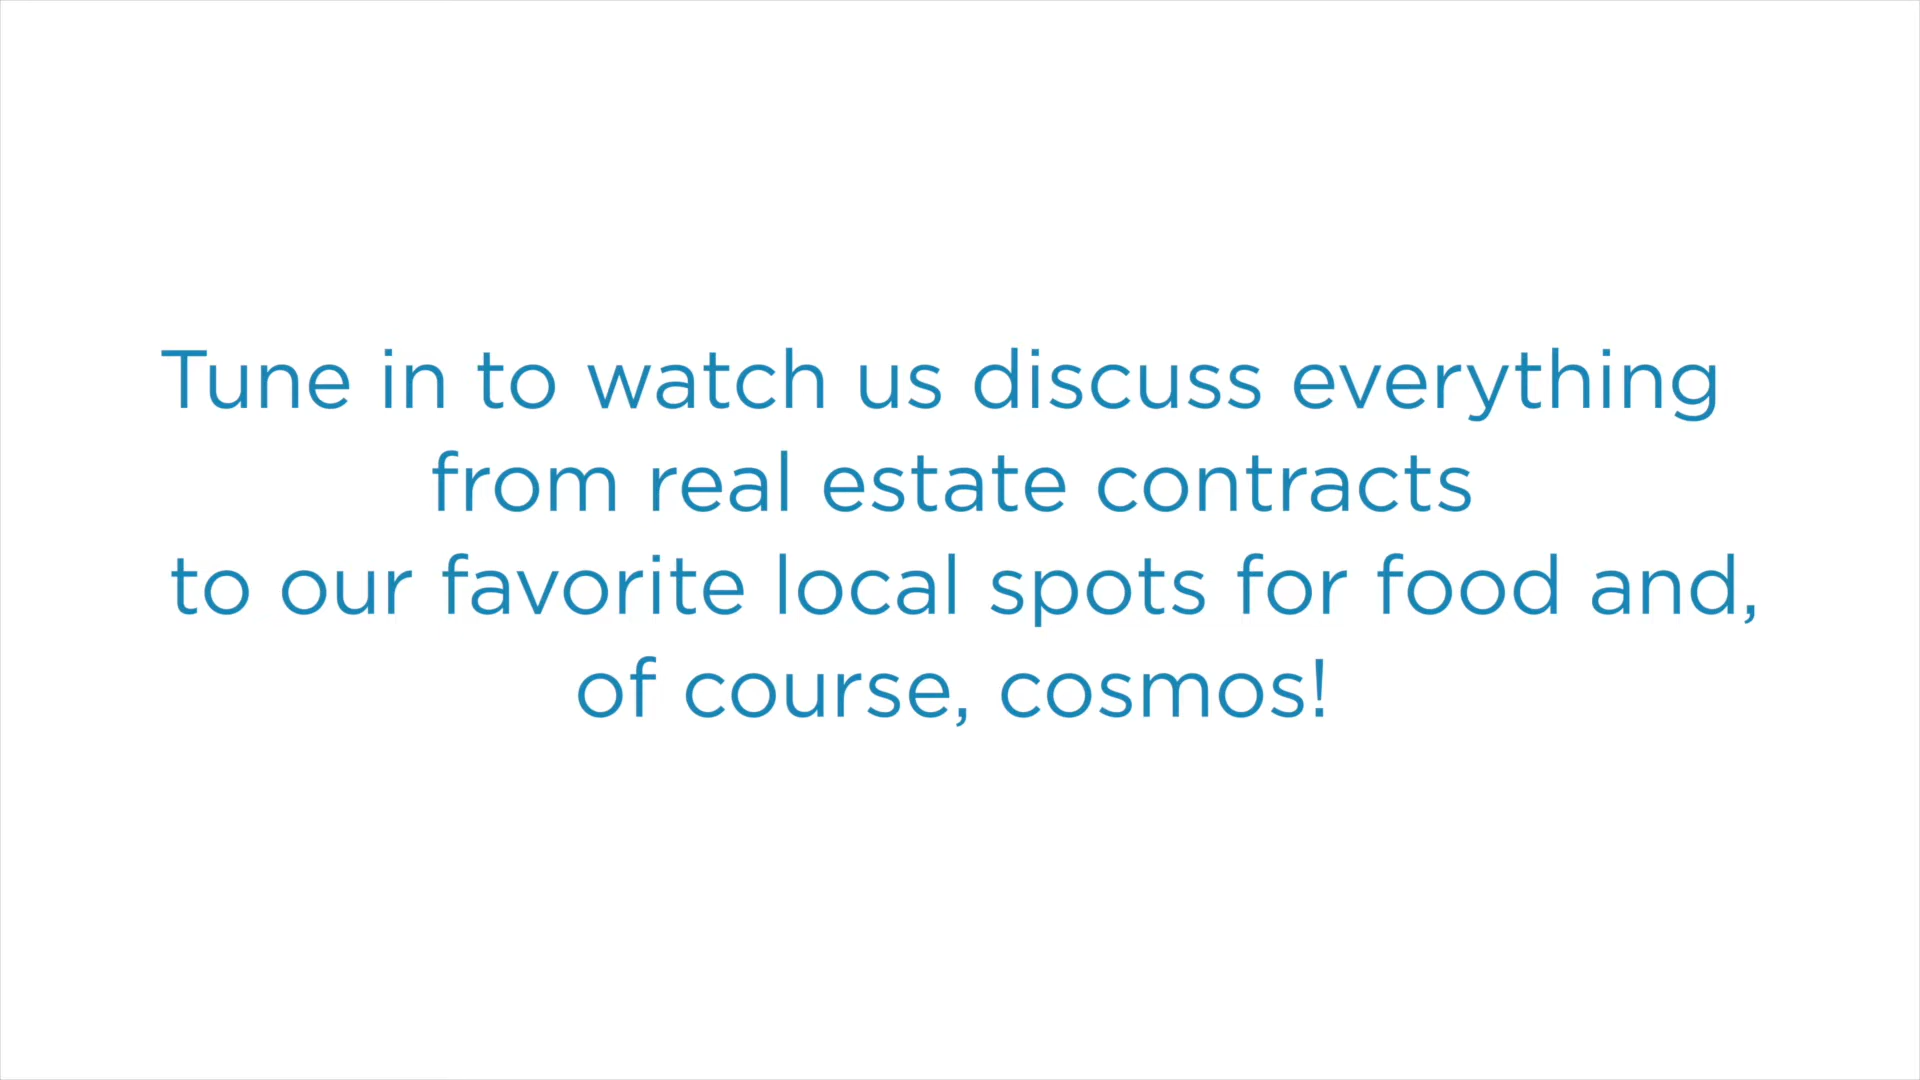 Tune in to watch us discuss everything
from real estate contracts
to our favorite local spots for food and,
of course, cosmos!